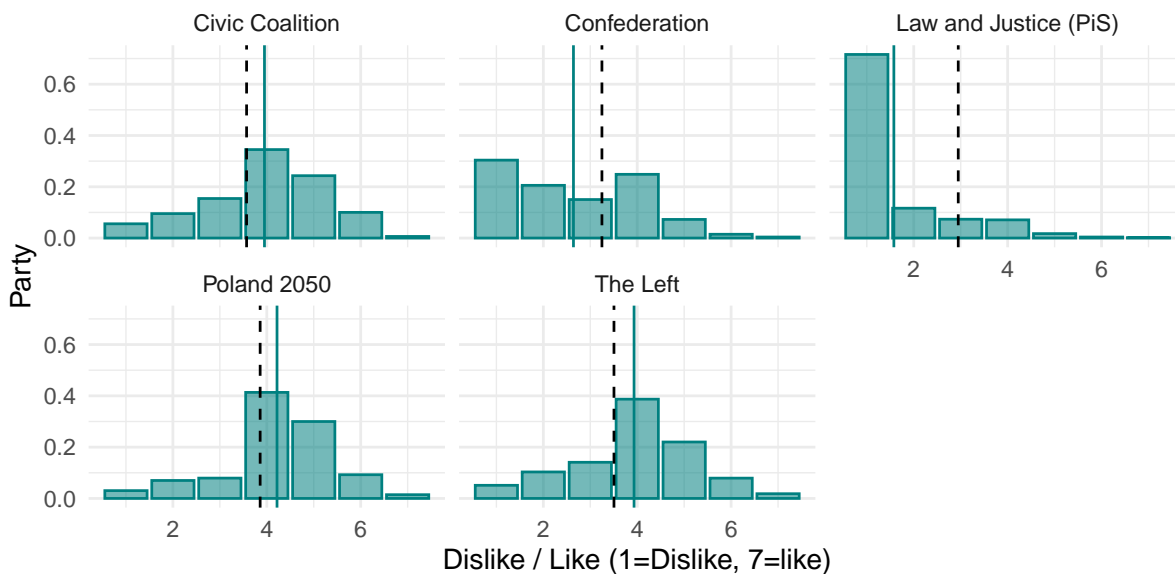 Civic Coalition
Confederation
Law and Justice (PiS)
0.6
0.4
0.2
0.0
2
4
6
Party
Poland 2050
The Left
0.6
0.4
0.2
0.0
2
4
6
2
4
6
Dislike / Like (1=Dislike, 7=like)